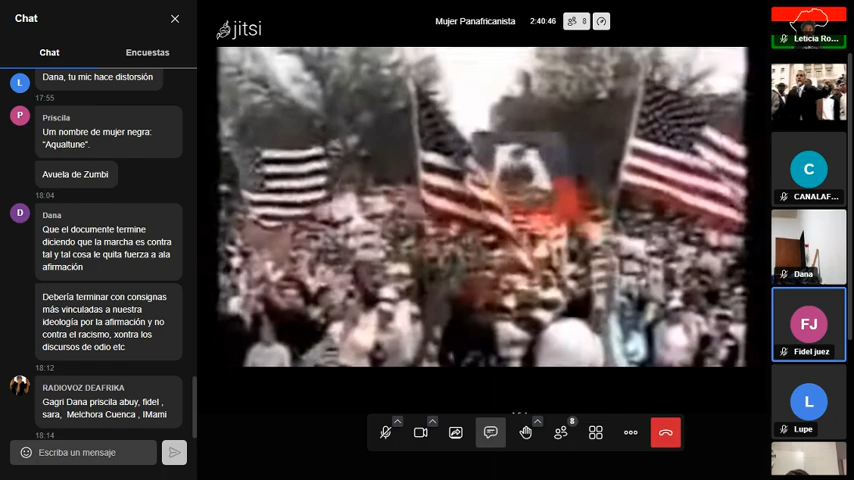 Chat
Chat
Encuestas
L
Dana, tu mic hace distorsión
17:55
P
Priscila
Um nombre de mujer negra:
"Aqualtune".
Avuela de Zumbi
18:04
D
Dana
Que el documente termine
diciendo que la marcha es contra
tal y tal cosa le quita fuerza a ala
afirmación
Debería terminar con consignas
más vinculadas a nuestra
ideología por la afirmación y no
contra el racismo, xontra los
discursos de odio etc
18:12
RADIOVOZ DEAFRIKA
Gagri Dana priscila abuy, fidel ,
sara, Melchora Cuenca , IMami
18:14
Escriba un mensaje
jitsi
Mujer Panafricanista
2:40:46
8
8
Leticia Ro...
C
CANALAF...
Dana
FJ
Fidel juez
L
Lupe